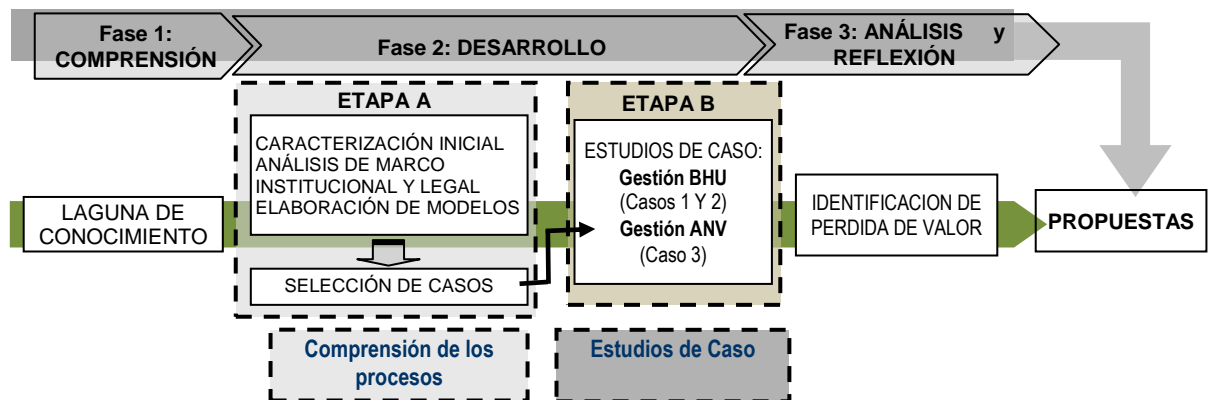 Fase 1:
COMPRENSIÓN
Fase 2: DESARROLLO
Fase 3: ANÁLISIS y
REFLEXIÓN
ETAPA A
CARACTERIZACIÓN INICIAL
ANÁLISIS DE MARCO
INSTITUCIONAL Y LEGAL
ELABORACIÓN DE MODELOS
SELECCIÓN DE CASOS
ETAPA B
ESTUDIOS DE CASO:
Gestión BHU
(Casos 1 Y 2)
Gestión ANV
(Caso 3)
LAGUNA DE
CONOCIMIENTO
IDENTIFICACION DE
PERDIDA DE VALOR
PROPUESTAS
Comprensión de los
procesos
Estudios de Caso